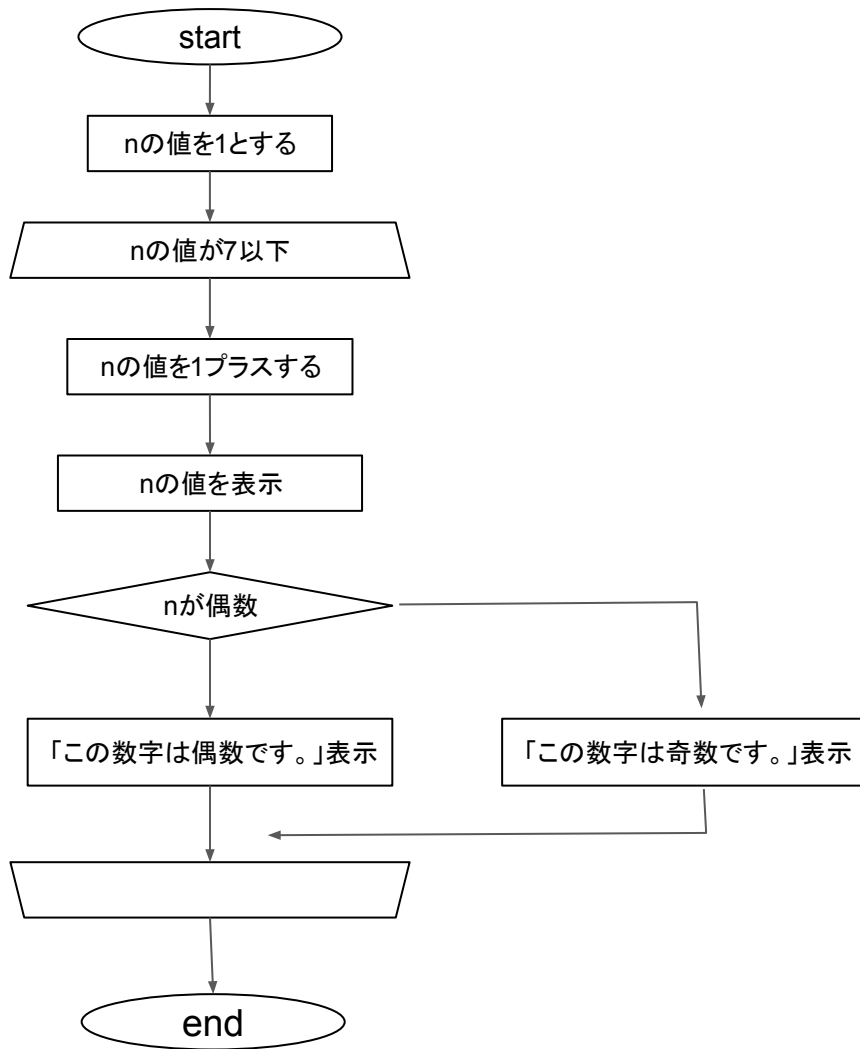 start
nの値を1とする
nの値が7以下
nの値を1プラスする
nの値を表示
nが偶数
「この数字は偶数です。」表示
「この数字は奇数です。」表示
end